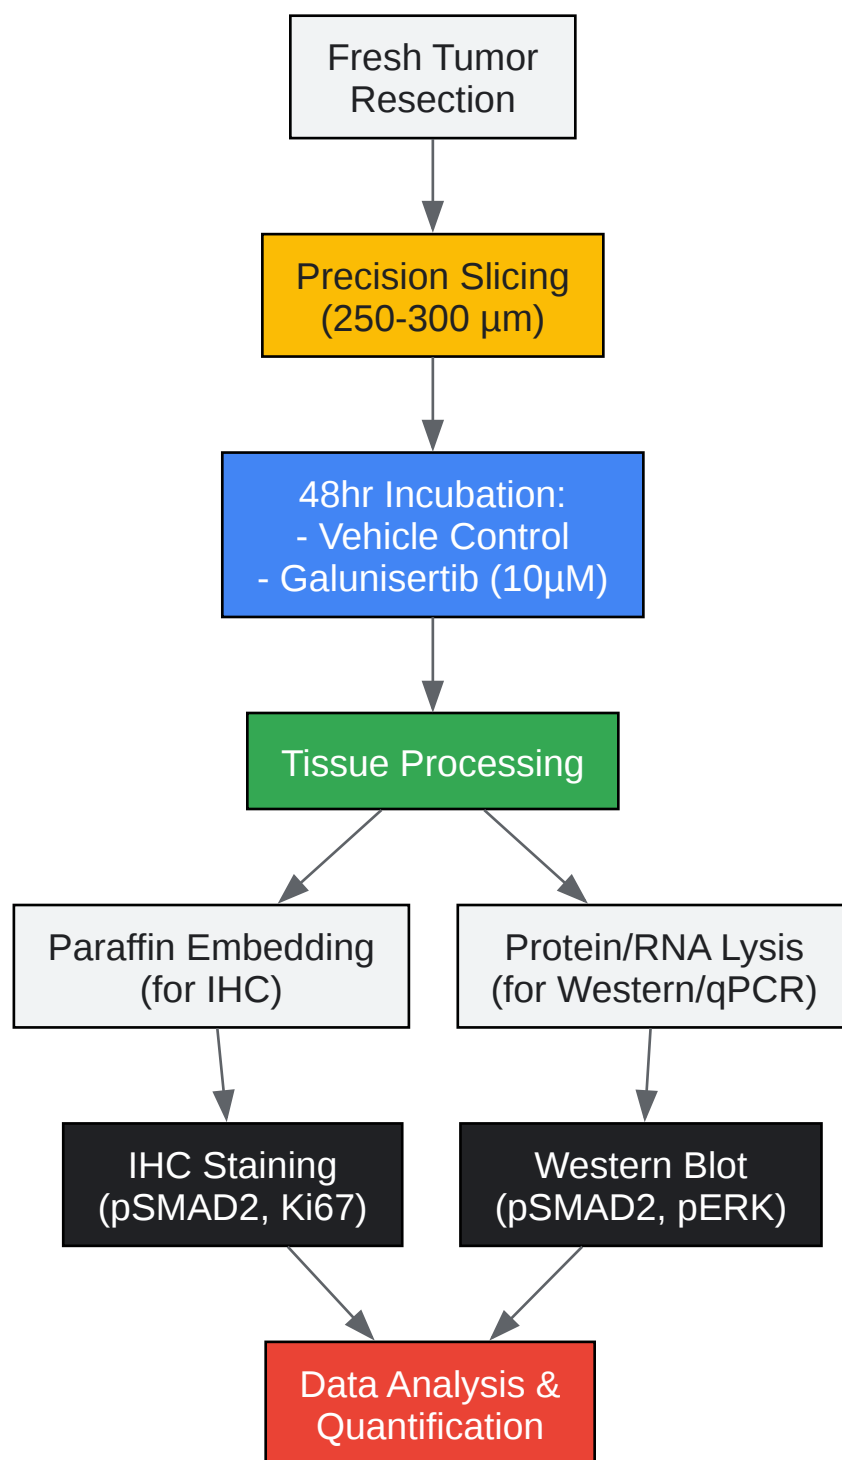 Fresh Tumor
Resection
Precision Slicing
(250-300 µm)
48hr Incubation:
- Vehicle Control
- Galunisertib (10µM)
Tissue Processing
Paraffin Embedding
(for IHC)
Protein/RNA Lysis
(for Western/qPCR)
IHC Staining
(pSMAD2, Ki67)
Western Blot
(pSMAD2, pERK)
Data Analysis &
Quantification